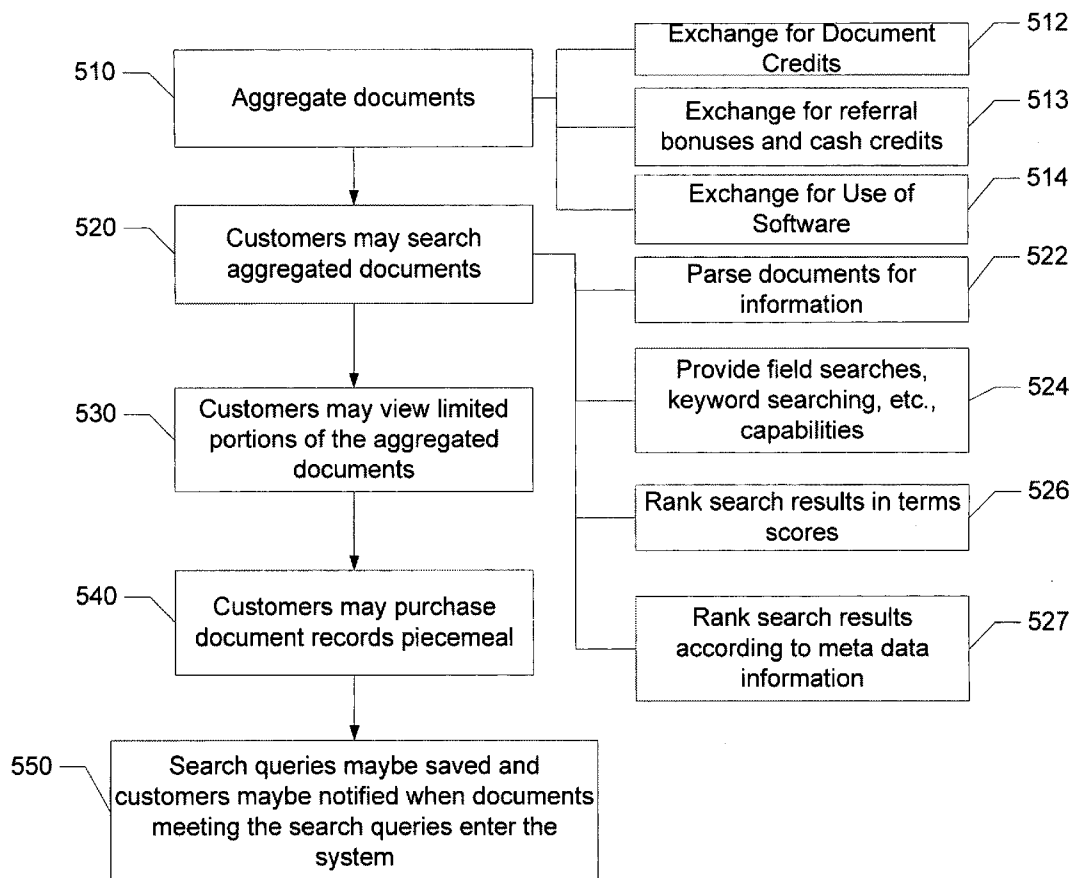 510
Aggregate documents
Exchange for Document
Credits
512
Exchange for referral
bonuses and cash credits
513
Exchange for Use of
Software
514
520
Customers may search
aggregated documents
Parse documents for
information
522
Provide field searches,
keyword searching, etc.,
capabilities
524
530
Customers may view limited
portions of the aggregated
documents
Rank search results in terms
scores
526
540
Customers may purchase
document records piecemeal
Rank search results
according to meta data
information
527
550
Search queries maybe saved and
customers maybe notified when documents
meeting the search queries enter the
system